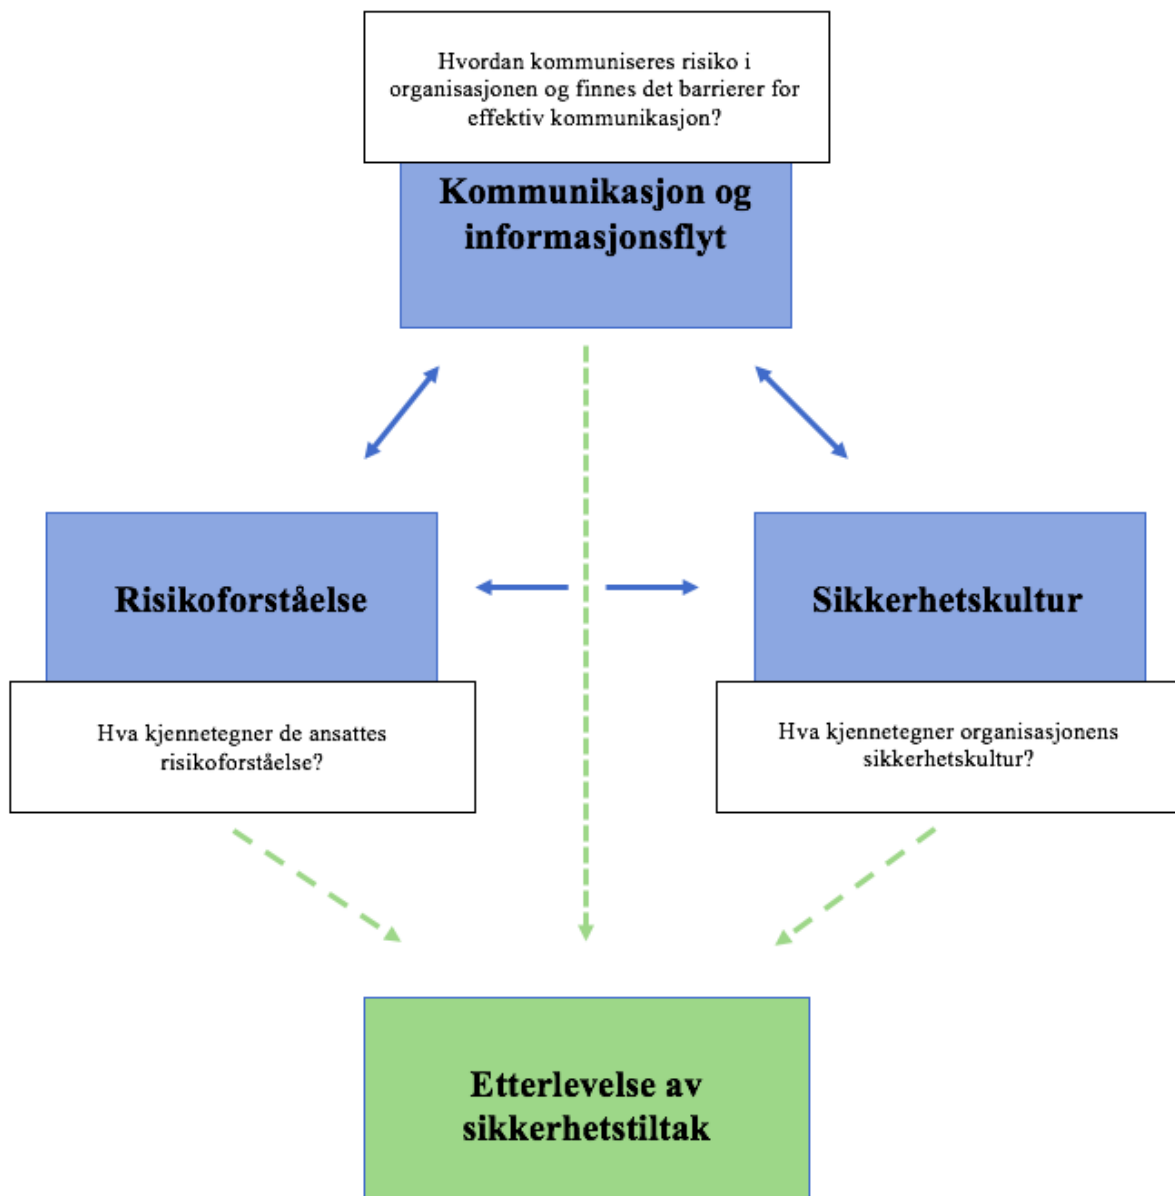 Hvordan kommuniseres risiko i
organisasjonen og finnes det barrierer for
effektiv kommunikasjon?
Kommunikasjon og
informasjonsflyt
Risikoforståelse
Sikkerhetskultur
Hva kjennetegner de ansattes
risikoforståelse?
Hva kjennetegner organisasjonens
sikkerhetskultur?
Etterlevelse av
sikkerhetstiltak